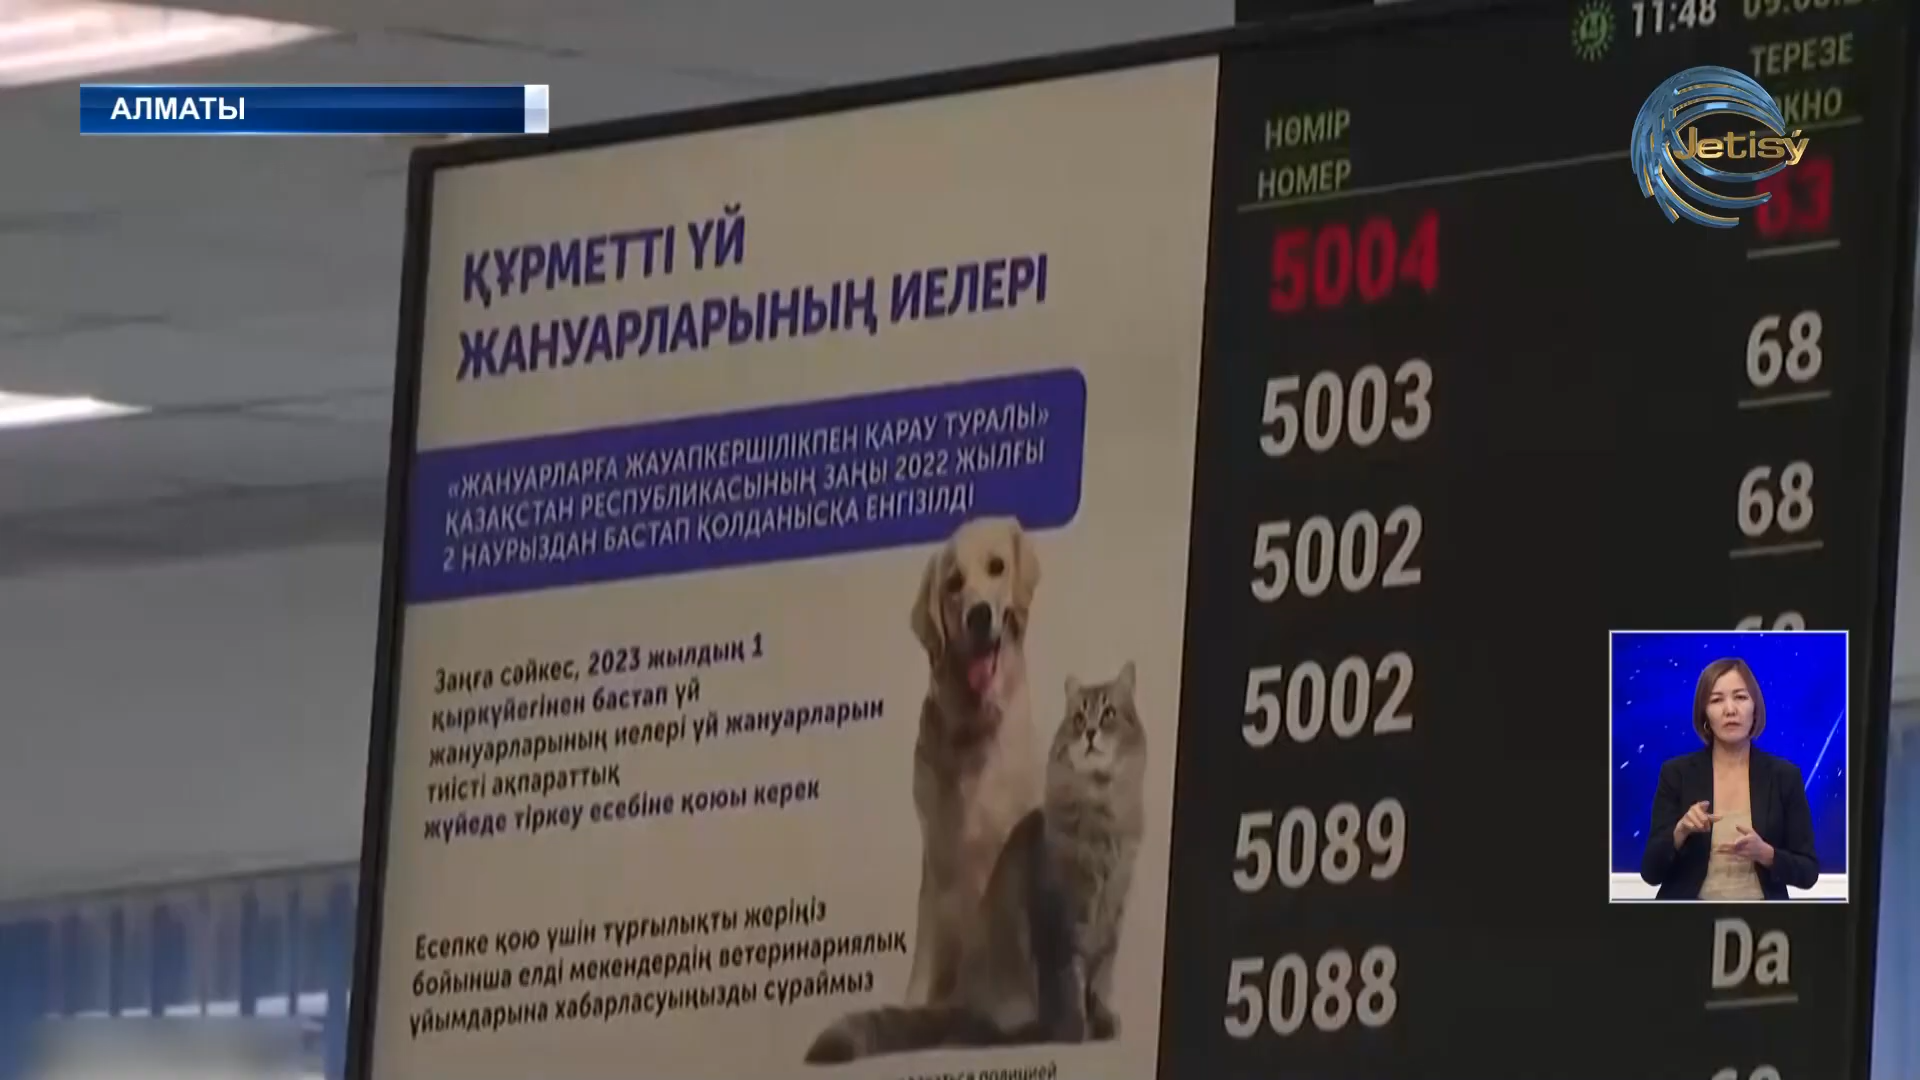 АЛМАТЫ
11:48
ТЕРЕЗЕ
ОКНО
Jetisý
НӨМІР
НОМЕР
5004 63
5003 68
5002 68
5002
5089
5088 Da
ҚҰРМЕТТІ ҮЙ
ЖАНУАРЛАРЫНЫҢ ИЕЛЕРІ
«ЖАНУАРЛАРҒА ЖАУАПКЕРШІЛІКПЕН ҚАРАУ ТУРАЛЫ»
ҚАЗАҚСТАН РЕСПУБЛИКАСЫНЫҢ ЗАҢЫ 2022 ЖЫЛҒЫ
2 НАУРЫЗДАН БАСТАП ҚОЛДАНЫСҚА ЕНГІЗІЛДІ
Заңға сәйкес, 2023 жылдың 1
қыркүйегінен бастап үй
жануарларының иелері үй жануарларын
тиісті ақпараттық
жүйеде тіркеу есебіне қоюы керек
Есепке қою үшін тұрғылықты жеріңіз
бойынша елді мекендердің ветеринариялық
ұйымдарына хабарласуыңызды сұраймыз
полицией